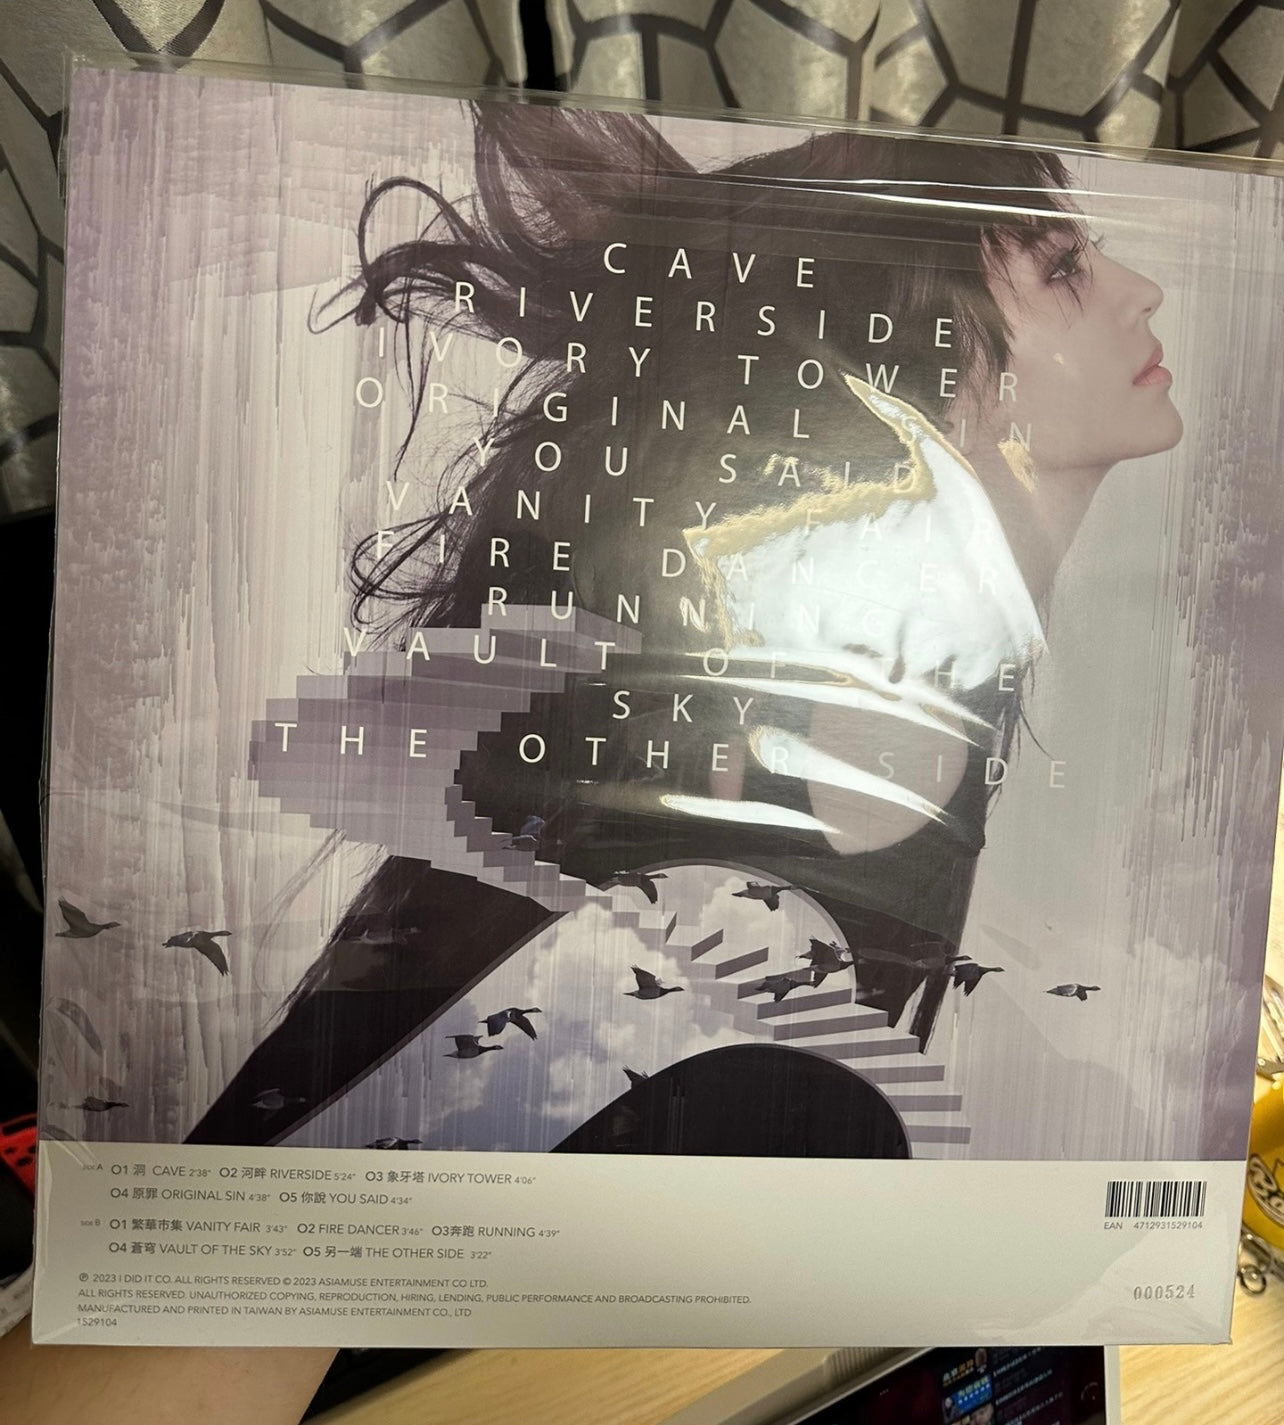 CAVE
RIVERSIDE
IVORY TOWER
ORIGINAL SIN
YOU SAID
VANITY FAIR
FIRE DANCER
RUNNING
VAULT OF THE
SKY
THE OTHER SIDE
SIDE A 01 洞 CAVE 2'38" 02 河畔 RIVERSIDE 5'24" 03 象牙塔 IVORY TOWER 4'06"
04 原罪 ORIGINAL SIN 4'38" 05 你說 YOU SAID 4'34"
SIDE B 01 繁華市集 VANITY FAIR 3'43" 02 FIRE DANCER 3'46" 03奔跑 RUNNING 4'39"
04 蒼穹 VAULT OF THE SKY 3'52" 05 另一端 THE OTHER SIDE 3'22"
EAN 4712931529104
℗ 2023 I DID IT CO. ALL RIGHTS RESERVED © 2023 ASIAMUSE ENTERTAINMENT CO LTD.
ALL RIGHTS RESERVED. UNAUTHORIZED COPYING, REPRODUCTION, HIRING, LENDING, PUBLIC PERFORMANCE AND BROADCASTING PROHIBITED.
MANUFACTURED AND PRINTED IN TAIWAN BY ASIAMUSE ENTERTAINMENT CO., LTD
1529104
000524